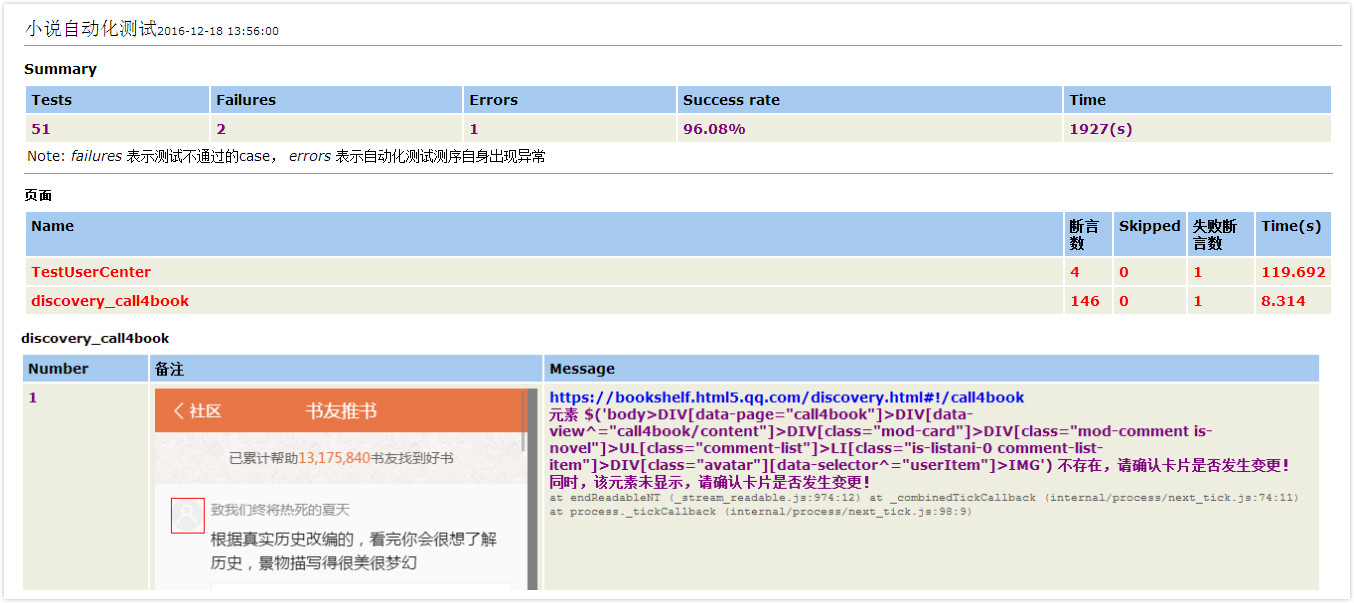 小说自动化测试2016-12-18 13:56:00
Summary
Tests Failures Errors Success rate Time
51 2 1 96.08% 1927(s)
Note: failures 表示测试不通过的case， errors 表示自动化测试测序自身出现异常
页面
Name 断言数 Skipped 失败断言数 Time(s)
TestUserCenter 4 0 1 119.692
discovery_call4book 146 0 1 8.314
discovery_call4book
Number 备注 Message
1
社区 书友推书
已累计帮助13,175,840书友找到好书
致我们终将热死的夏天
根据真实历史改编的，看完你会很想了解
历史，景物描写得很美很梦幻
https://bookshelf.html5.qq.com/discovery.html#!/call4book
元素 $('body>DIV[data-page="call4book"]>DIV[data-
view^="call4book/content"]>DIV[class="mod-card"]>DIV[class="mod-comment is-
novel"]>UL[class="comment-list"]>LI[class="is-listani-0 comment-list-
item"]>DIV[class="avatar"][data-selector^="userItem"]>IMG') 不存在，请确认卡片是否发生变更！
同时，该元素未显示，请确认卡片是否发生变更！
at endReadableNT (_stream_readable.js:974:12) at _combinedTickCallback (internal/process/next_tick.js:74:11)
at process._tickCallback (internal/process/next_tick.js:98:9)